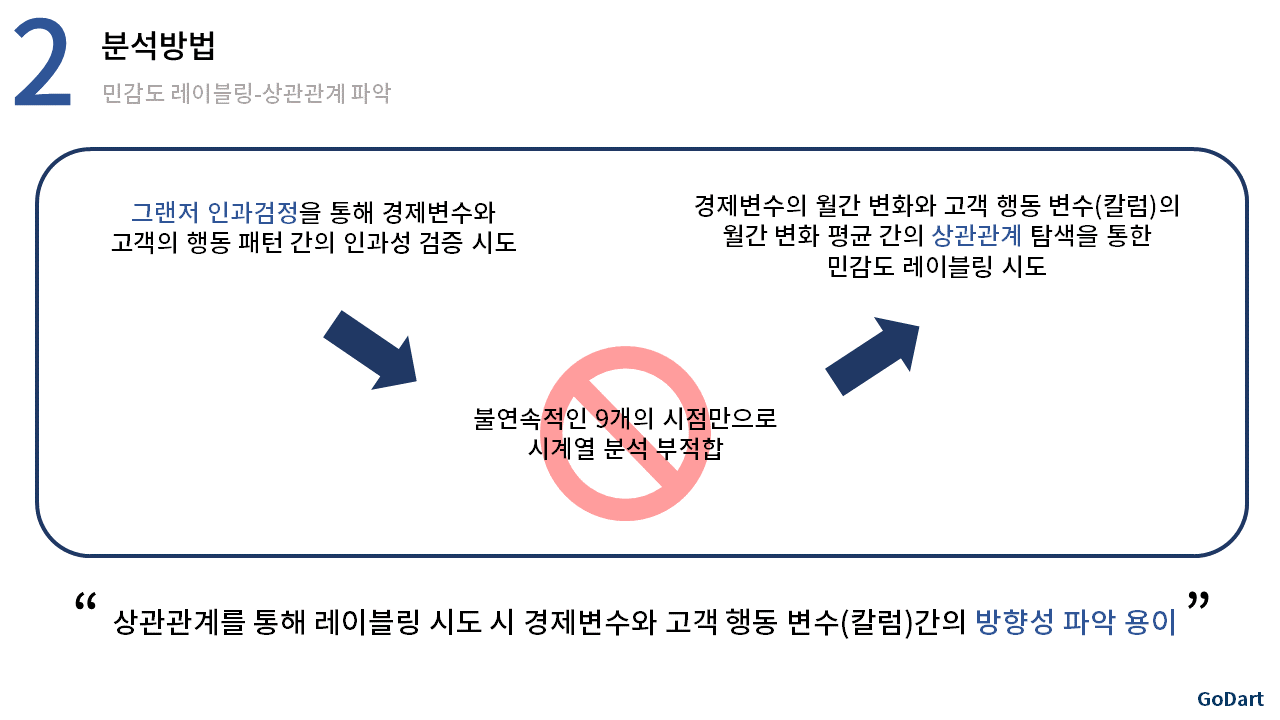 2
분석방법
민감도 레이블링-상관관계 파악
그랜저 인과검정을 통해 경제변수와
고객의 행동 패턴 간의 인과성 검증 시도
경제변수의 월간 변화와 고객 행동 변수(칼럼)의
월간 변화 평균 간의 상관관계 탐색을 통한
민감도 레이블링 시도
불연속적인 9개의 시점만으로
시계열 분석 부적합
“ 상관관계를 통해 레이블링 시도 시 경제변수와 고객 행동 변수(칼럼)간의 방향성 파악 용이 ”
GoDart